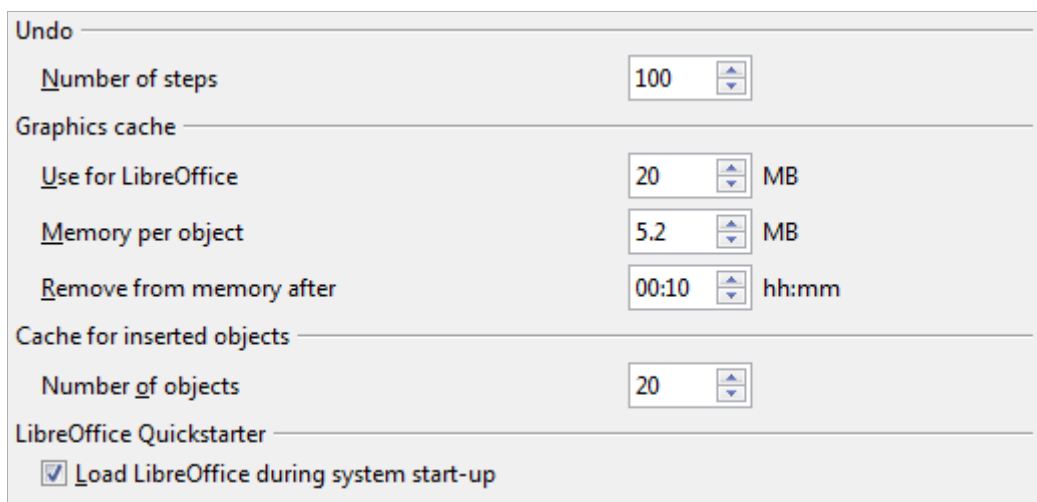 Undo
Number of steps 100
Graphics cache
Use for LibreOffice 20 MB
Memory per object 5.2 MB
Remove from memory after 00:10 hh:mm
Cache for inserted objects
Number of objects 20
LibreOffice Quickstarter
Load LibreOffice during system start-up